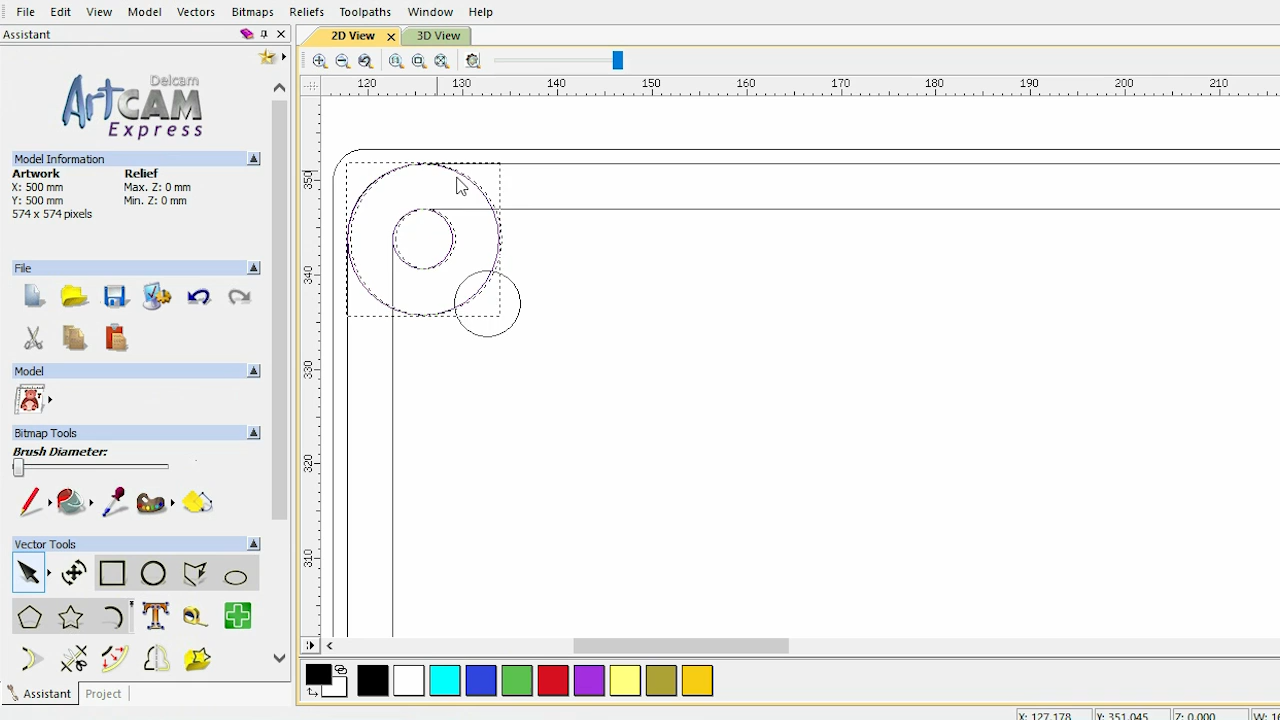 File Edit View Model Vectors Bitmaps Reliefs Toolpaths Window Help
Assistant
2D View 3D View
Delcam
ArtCAM
Express
120 130 140 150 160 170 180 190 200 210
350
340
330
320
310
Model Information
Artwork Relief
X: 500 mm Max. Z: 0 mm
Y: 500 mm Min. Z: 0 mm
574 x 574 pixels
File
Model
Bitmap Tools
Brush Diameter:
Vector Tools
Assistant Project
X: 127.178 Y: 351.045 Z: 0.000